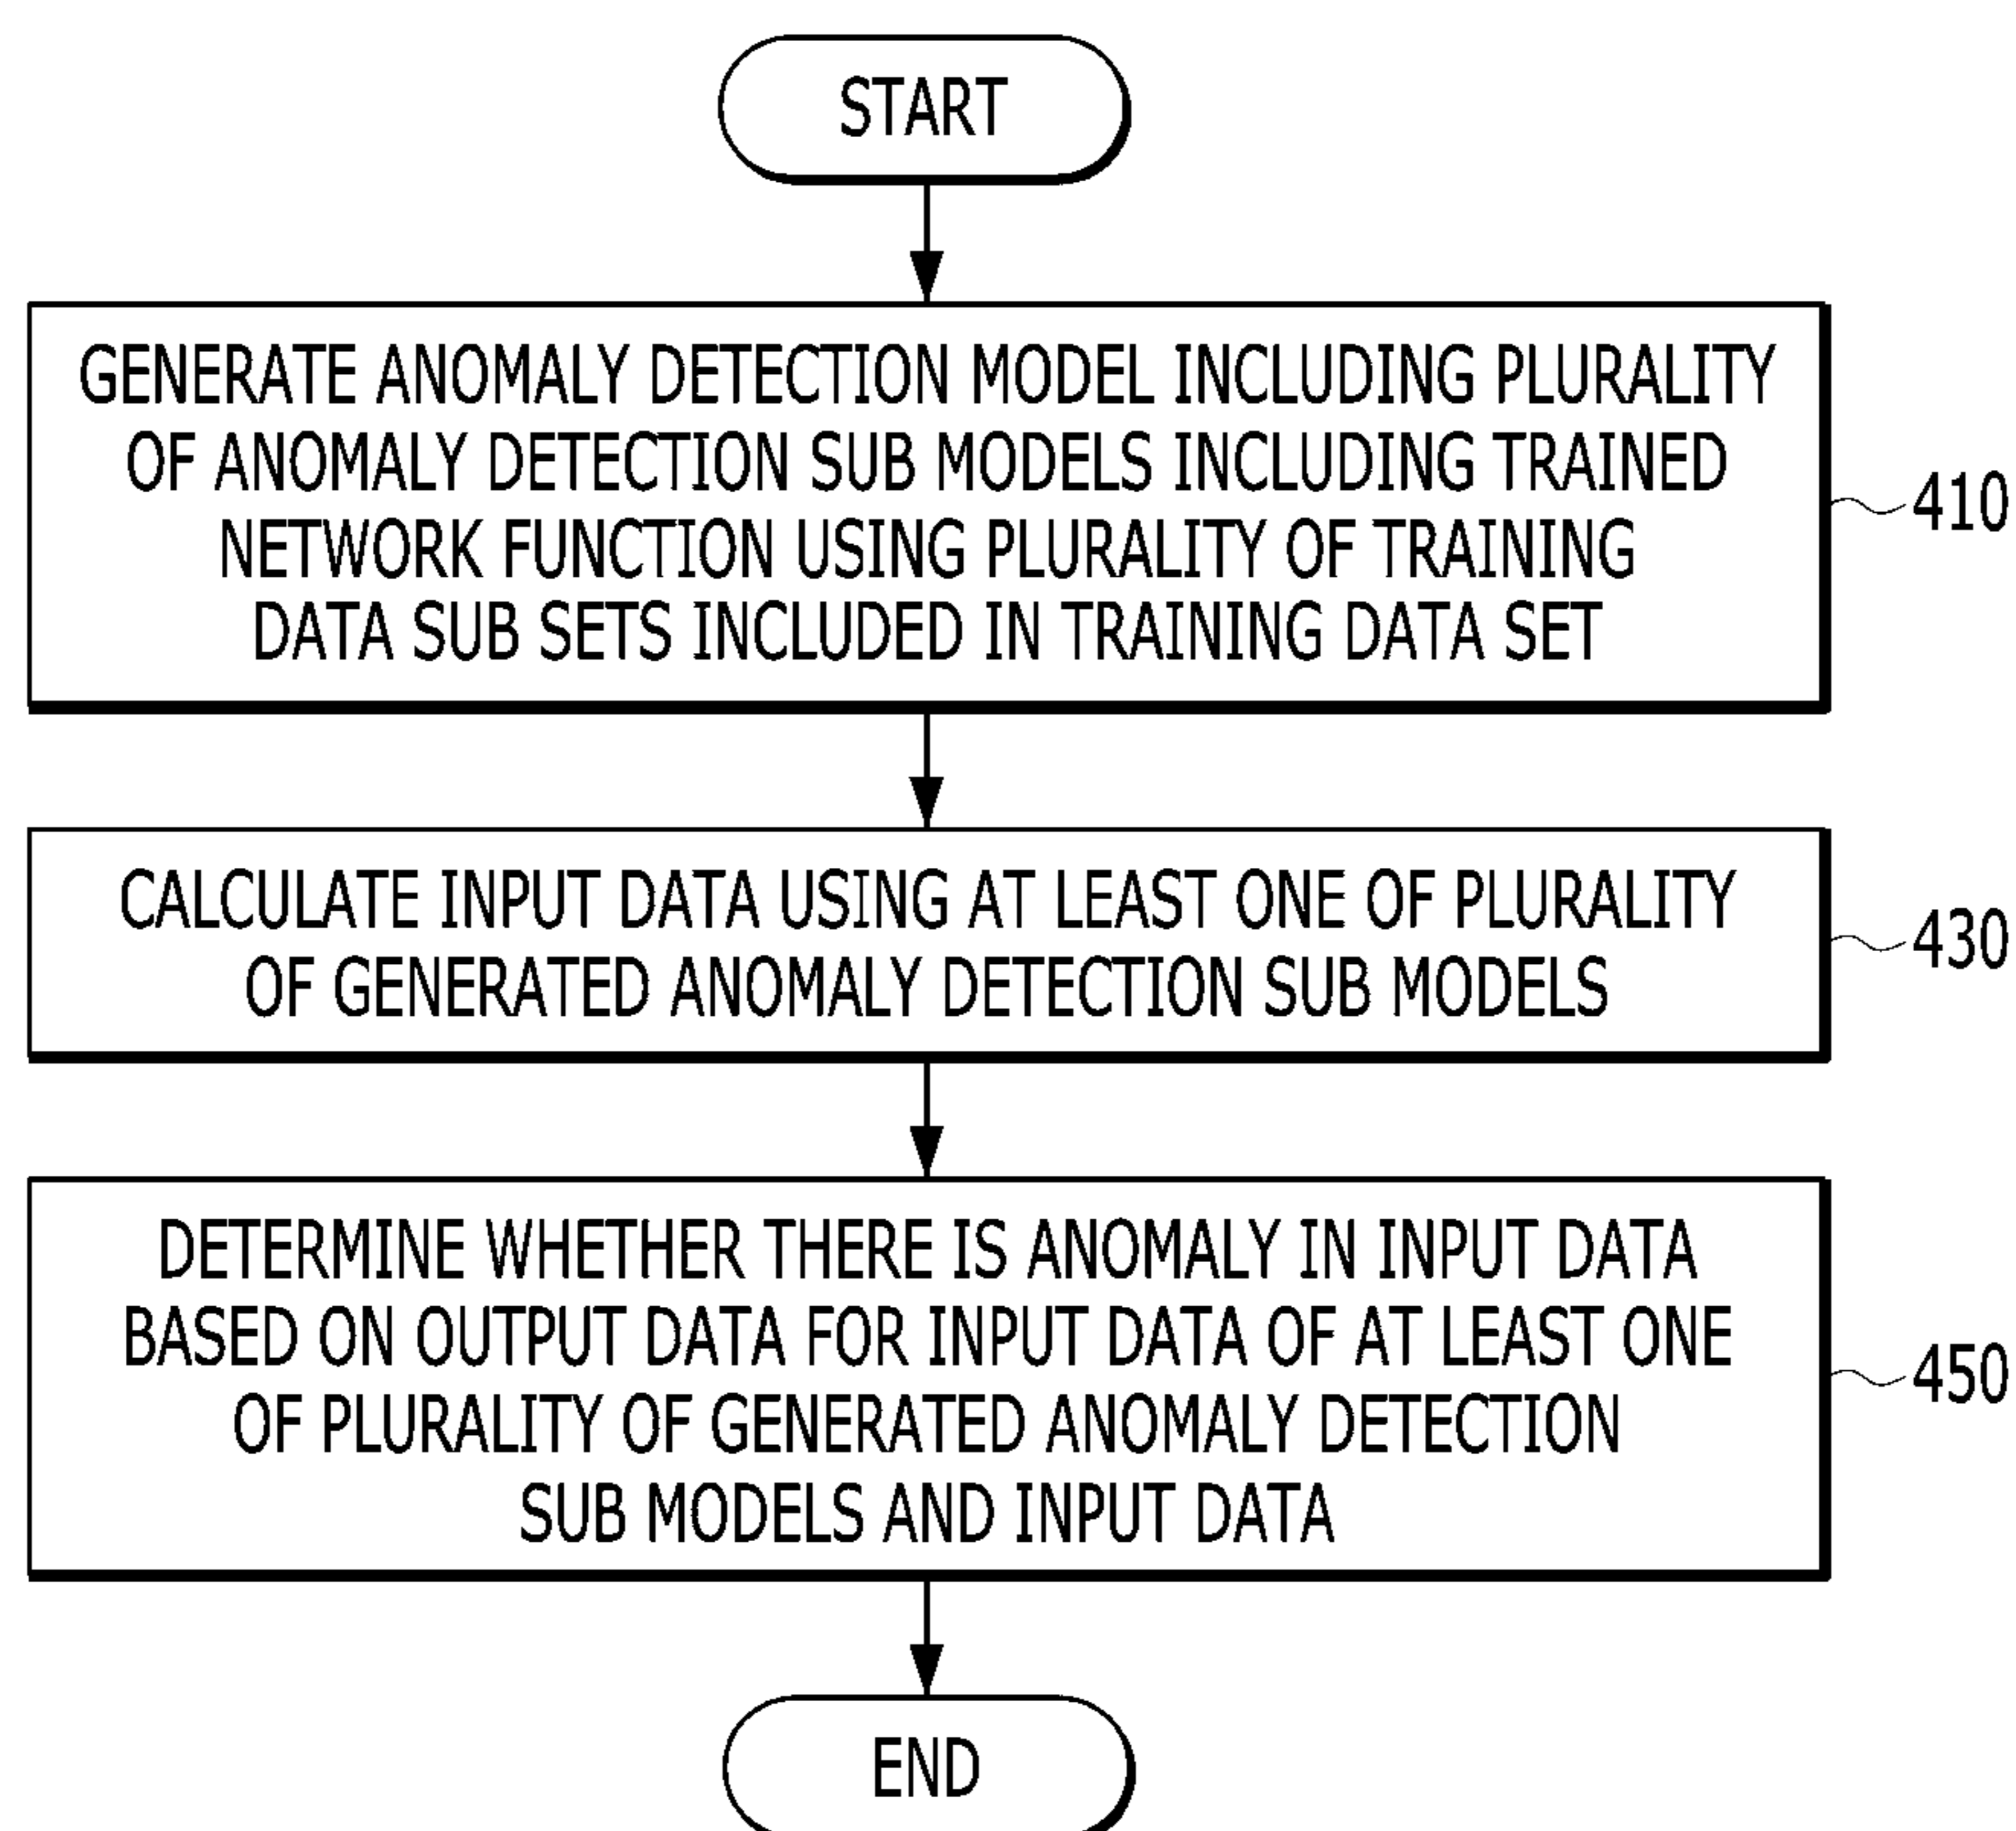 START
GENERATE ANOMALY DETECTION MODEL INCLUDING PLURALITY
OF ANOMALY DETECTION SUB MODELS INCLUDING TRAINED
NETWORK FUNCTION USING PLURALITY OF TRAINING
DATA SUB SETS INCLUDED IN TRAINING DATA SET
410
CALCULATE INPUT DATA USING AT LEAST ONE OF PLURALITY
OF GENERATED ANOMALY DETECTION SUB MODELS
430
DETERMINE WHETHER THERE IS ANOMALY IN INPUT DATA
BASED ON OUTPUT DATA FOR INPUT DATA OF AT LEAST ONE
OF PLURALITY OF GENERATED ANOMALY DETECTION
SUB MODELS AND INPUT DATA
450
END